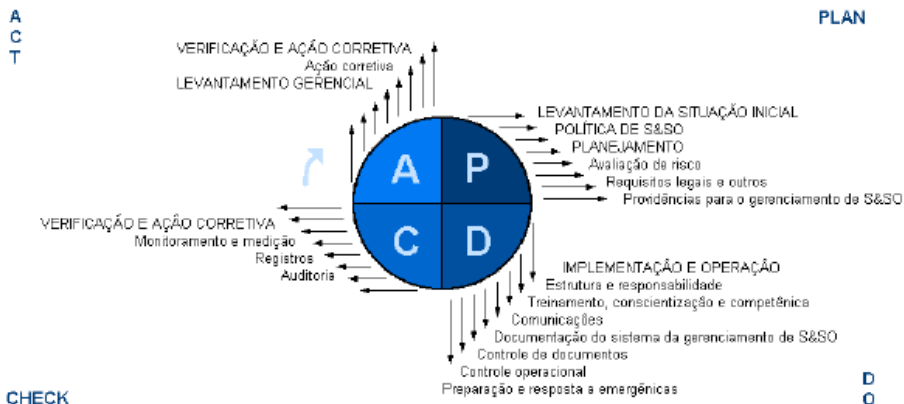 A
C
T
PLAN
VERIFICAÇÃO E AÇÃO CORRETIVA
Ação corretiva
LEVANTAMENTO GERENCIAL
LEVANTAMENTO DA SITUAÇÃO INICIAL
POLÍTICA DE S&SO
PLANEJAMENTO
Avaliação de risco
Requisitos legais e outros
Providências para o gerenciamento de S&SO
A P
C D
VERIFICAÇÃO E AÇÃO CORRETIVA
Monitoramento e medição
Registros
Auditoria
IMPLEMENTAÇÃO E OPERAÇÃO
Estrutura e responsabilidade
Treinamento, conscientização e competênica
Comunicações
Documentação do sistema da gerenciamento de S&SO
Controle de documentos
Controle operacional
Preparação e resposta a emergênicas
CHECK
D
O